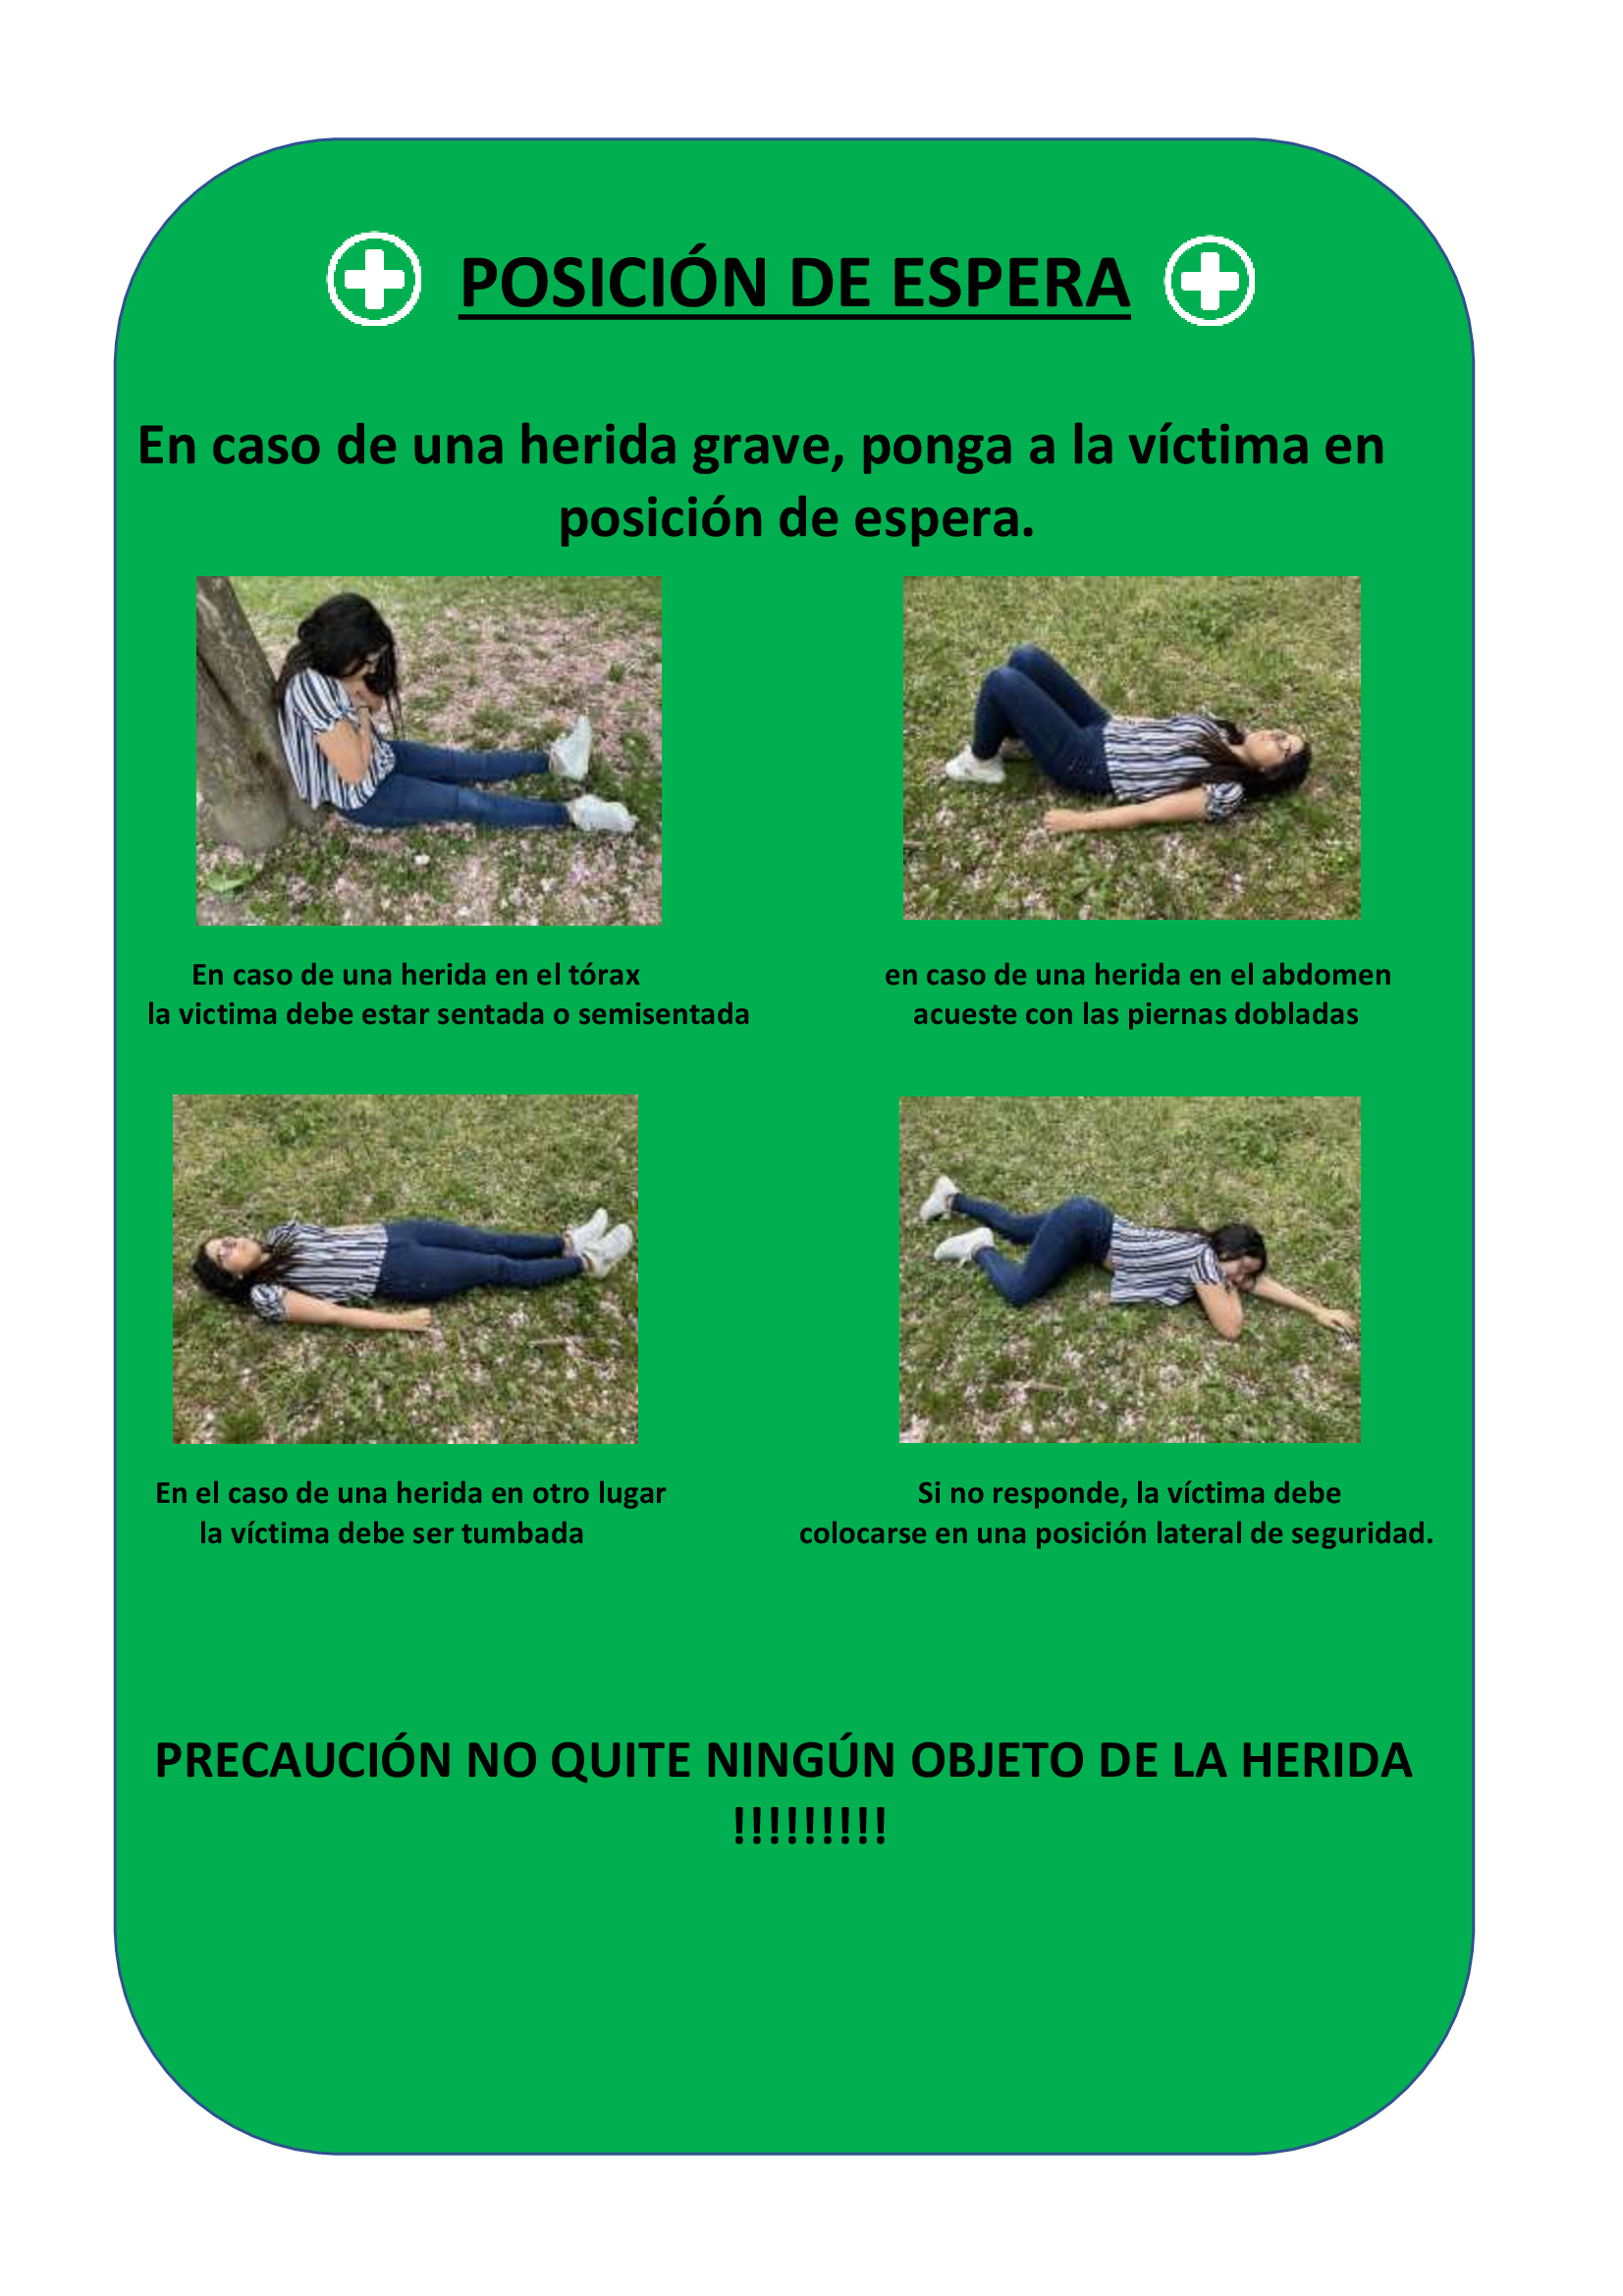 POSICIÓN DE ESPERA
En caso de una herida grave, ponga a la víctima en
posición de espera.
En caso de una herida en el tórax
la victima debe estar sentada o semisentada
en caso de una herida en el abdomen
acueste con las piernas dobladas
En el caso de una herida en otro lugar
la víctima debe ser tumbada
Si no responde, la víctima debe
colocarse en una posición lateral de seguridad.
PRECAUCIÓN NO QUITE NINGÚN OBJETO DE LA HERIDA
!!!!!!!!!